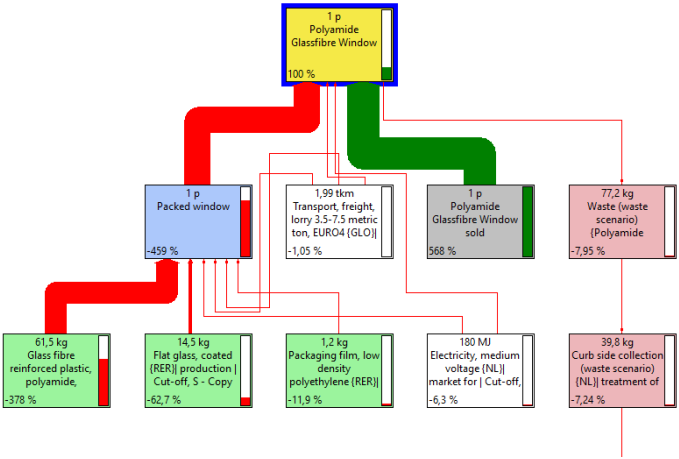 1 p
Polyamide
Glassfibre Window
100 %
1 p
Packed window
-459 %
1,99 tkm
Transport, freight,
lorry 3.5-7.5 metric
ton, EURO4 {GLO}|
-1,05 %
1 p
Polyamide
Glassfibre Window
sold
568 %
77,2 kg
Waste (waste
scenario)
{Polyamide
-7,95 %
61,5 kg
Glass fibre
reinforced plastic,
polyamide,
-378 %
14,5 kg
Flat glass, coated
{RER}| production |
Cut-off, S - Copy
-62,7 %
1,2 kg
Packaging film, low
density
polyethylene {RER}|
-11,9 %
180 MJ
Electricity, medium
voltage {NL}|
market for | Cut-off,
-6,3 %
39,8 kg
Curb side collection
(waste scenario)
{NL}| treatment of
-7,24 %